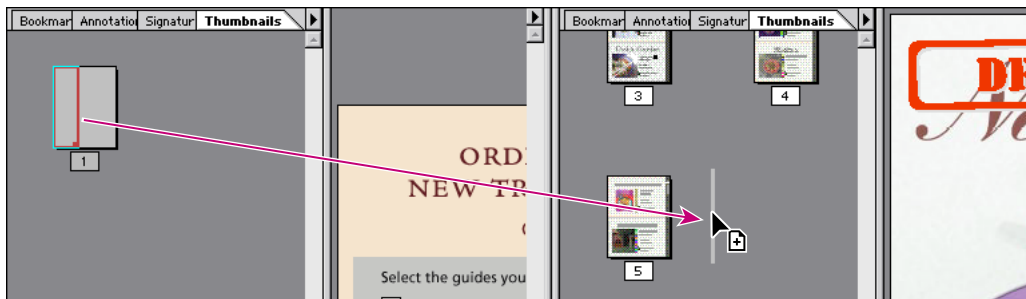 Bookmar Annotatio Signatur Thumbnails
1
ORD
NEW TR
Select the guides you
Bookmar Annotatio Signatur Thumbnails
3
4
5